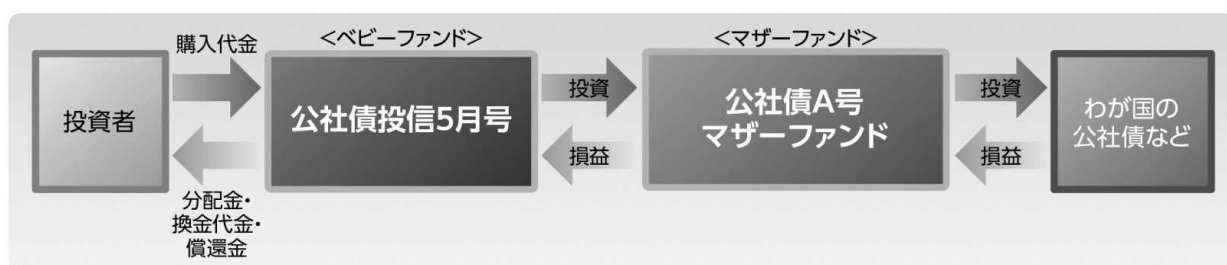 購入代金
<ベビーファンド>
<マザーファンド>
投資者
公社債投信5月号
投資
損益
公社債A号
マザーファンド
投資
損益
わが国の
公社債など
分配金・
換金代金・
償還金